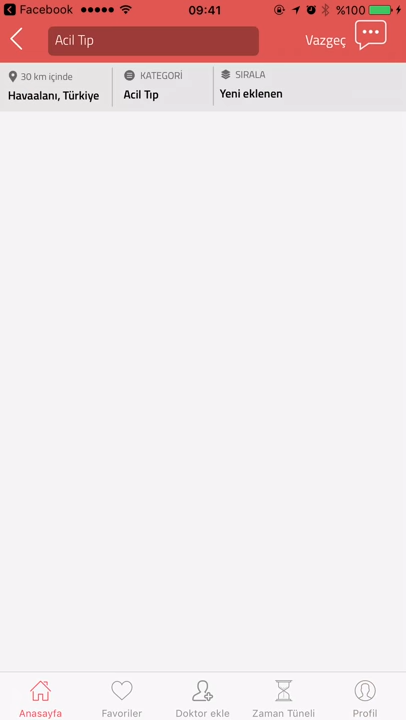 Facebook 09:41 %100
Acil Tıp Vazgeç
30 km içinde KATEGORİ SIRALA
Havaalanı, Türkiye Acil Tıp Yeni eklenen
Anasayfa Favoriler Doktor ekle Zaman Tüneli Profil